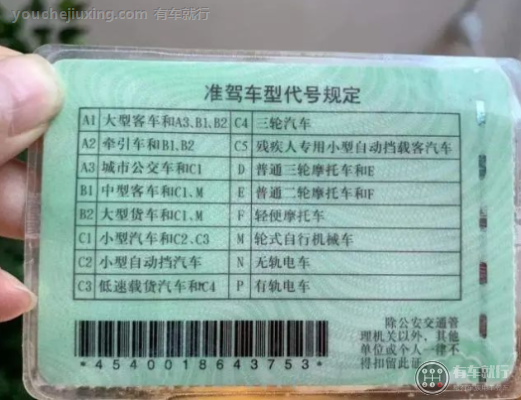 youchejiuxing.com 有车就行
准驾车型代号规定
A1 大型客车和A3、B1、B2 C4 三轮汽车
A2 牵引车和B1、B2 C5 残疾人专用小型自动挡载客汽车
A3 城市公交车和C1 D 普通三轮摩托车和E
B1 中型客车和C1、M E 普通二轮摩托车和F
B2 大型货车和C1、M F 轻便摩托车
C1 小型汽车和C2、C3 M 轮式自行机械车
C2 小型自动挡汽车 N 无轨电车
C3 低速载货汽车和C4 P 有轨电车
除公安交通管
理机关以外，其他
单位或个人一律不
得扣留此证
*4540018643753*
有车就行